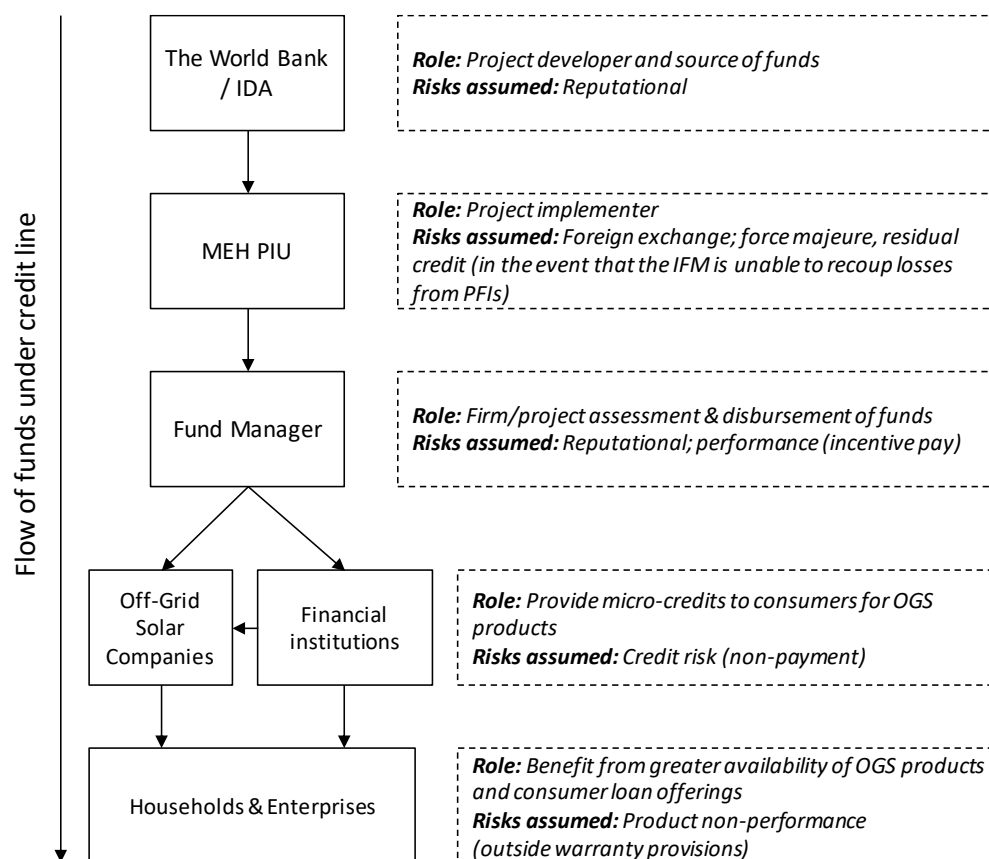 Flow of funds under credit line
The World Bank
/ IDA
Role: Project developer and source of funds
Risks assumed: Reputational
MEH PIU
Role: Project implementer
Risks assumed: Foreign exchange; force majeure, residual
credit (in the event that the IFM is unable to recoup losses
from PFIs)
Fund Manager
Role: Firm/project assessment & disbursement of funds
Risks assumed: Reputational; performance (incentive pay)
Off-Grid
Solar
Companies
Financial
institutions
Role: Provide micro-credits to consumers for OGS
products
Risks assumed: Credit risk (non-payment)
Households & Enterprises
Role: Benefit from greater availability of OGS products
and consumer loan offerings
Risks assumed: Product non-performance
(outside warranty provisions)